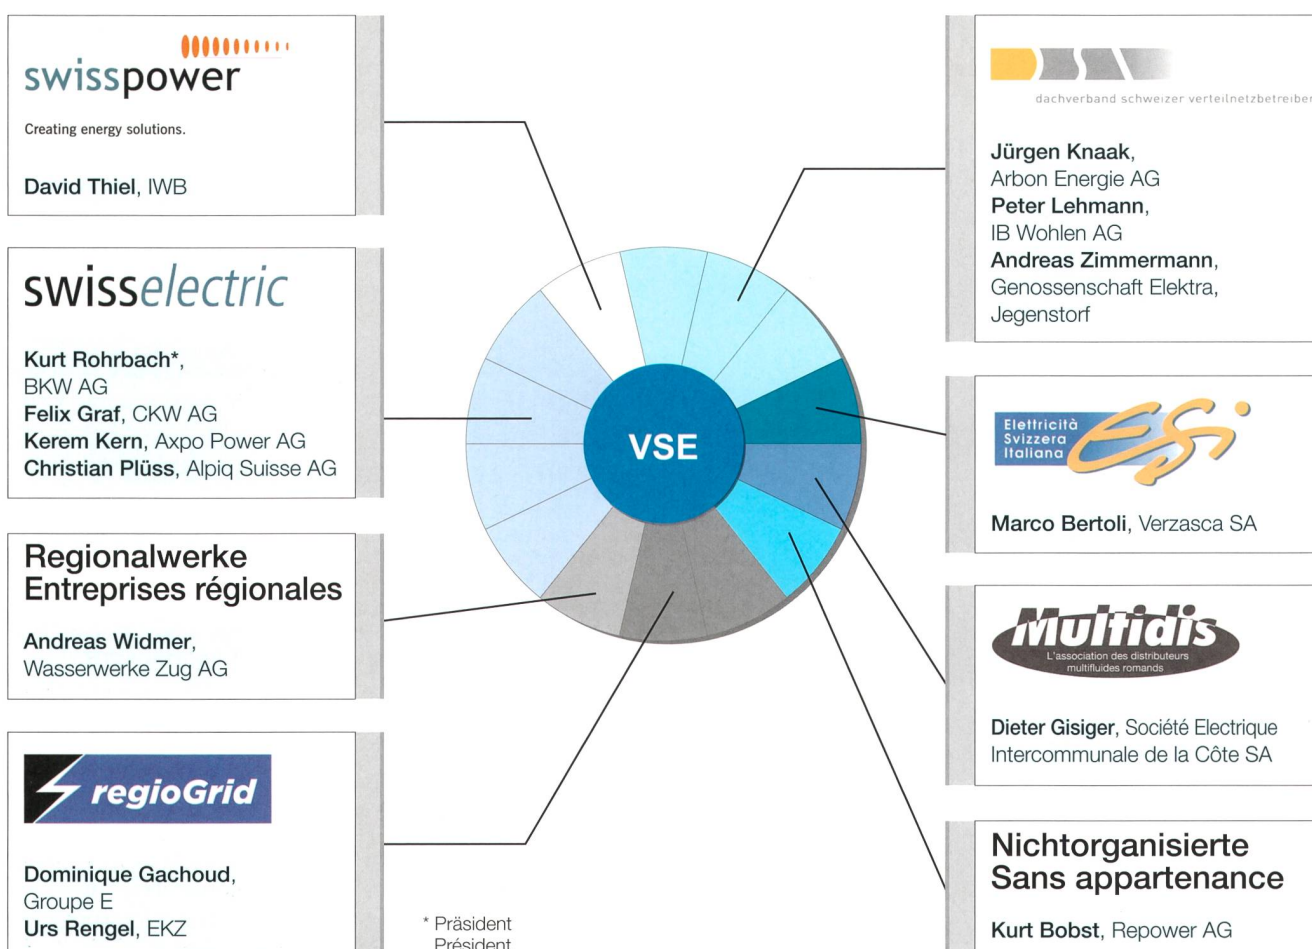 swisspower
Creating energy solutions.
David Thiel, IWB
swisselectric
Kurt Rohrbach*,
BKW AG
Felix Graf, CKW AG
Kerem Kern, Axpo Power AG
Christian Plüss, Alpiq Suisse AG
Regionalwerke
Entreprises régionales
Andreas Widmer,
Wasserwerke Zug AG
regioGrid
Dominique Gachoud,
Groupe E
Urs Rengel, EKZ
VSE
* Präsident
Président
dachverband schweizer verteilnetzbetreiber
Jürgen Knaak,
Arbon Energie AG
Peter Lehmann,
IB Wohlen AG
Andreas Zimmermann,
Genossenschaft Elektra,
Jegenstorf
Elettricità
Svizzera
Italiana
ESi
Marco Bertoli, Verzasca SA
Multidis
L'association des distributeurs
multifluides romands
Dieter Gisiger, Société Electrique
Intercommunale de la Côte SA
Nichtorganisierte
Sans appartenance
Kurt Bobst, Repower AG